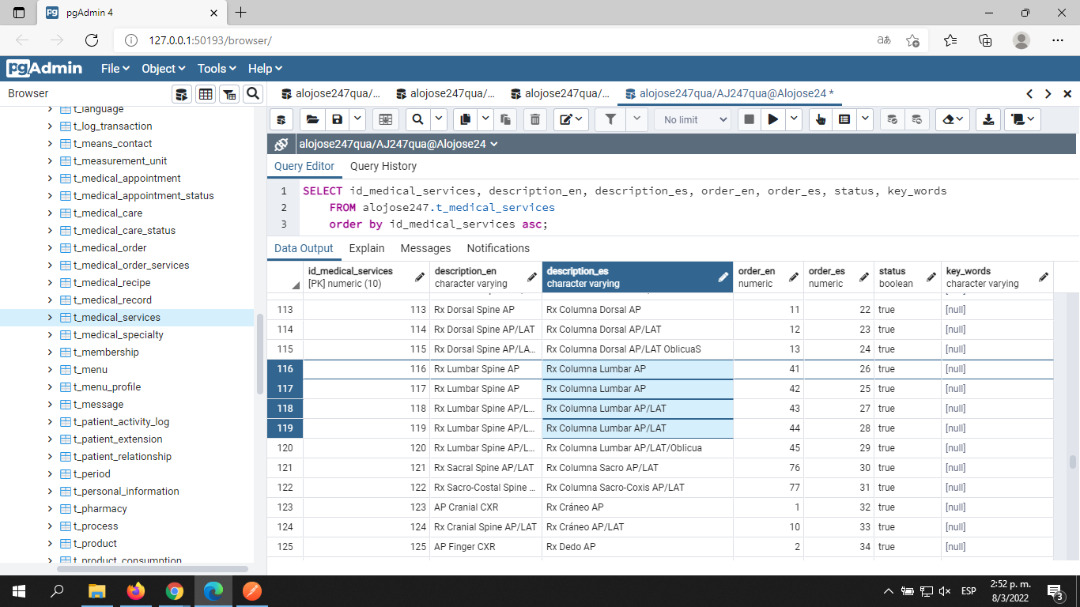 pgAdmin 4
127.0.0.1:50193/browser/
pgAdmin File Object Tools Help
Browser
alojose247qua/... alojose247qua/... alojose247qua/... alojose247qua/AJ247qua@Alojose24 *
t_language
t_log_transaction
t_means_contact
t_measurement_unit
t_medical_appointment
t_medical_appointment_status
t_medical_care
t_medical_care_status
t_medical_order
t_medical_order_services
t_medical_recipe
t_medical_record
t_medical_services
t_medical_specialty
t_membership
t_menu
t_menu_profile
t_message
t_patient_activity_log
t_patient_extension
t_patient_relationship
t_period
t_personal_information
t_pharmacy
t_process
t_product
t_product_consumption
No limit
alojose247qua/AJ247qua@Alojose24
Query Editor Query History
1 SELECT id_medical_services, description_en, description_es, order_en, order_es, status, key_words
2 FROM alojose247.t_medical_services
3 order by id_medical_services asc;
Data Output Explain Messages Notifications
id_medical_services description_en description_es order_en order_es status key_words
[PK] numeric (10) character varying character varying numeric numeric boolean character varying
113 113 Rx Dorsal Spine AP Rx Columna Dorsal AP 11 22 true [null]
114 114 Rx Dorsal Spine AP/LAT Rx Columna Dorsal AP/LAT 12 23 true [null]
115 115 Rx Dorsal Spine AP/LA... Rx Columna Dorsal AP/LAT OblicuaS 13 24 true [null]
116 116 Rx Lumbar Spine AP Rx Columna Lumbar AP 41 26 true [null]
117 117 Rx Lumbar Spine AP Rx Columna Lumbar AP 42 25 true [null]
118 118 Rx Lumbar Spine AP/L... Rx Columna Lumbar AP/LAT 43 27 true [null]
119 119 Rx Lumbar Spine AP/L... Rx Columna Lumbar AP/LAT 44 28 true [null]
120 120 Rx Lumbar Spine AP/L... Rx Columna Lumbar AP/LAT/Oblicua 45 29 true [null]
121 121 Rx Sacral Spine AP/LAT Rx Columna Sacro AP/LAT 76 30 true [null]
122 122 Rx Sacro-Costal Spine ... Rx Columna Sacro-Coxis AP/LAT 77 31 true [null]
123 123 AP Cranial CXR Rx Cráneo AP 1 32 true [null]
124 124 Rx Cranial Spine AP/LAT Rx Cráneo AP/LAT 10 33 true [null]
125 125 AP Finger CXR Rx Dedo AP 2 34 true [null]
ESP
2:52 p. m.
8/3/2022
3